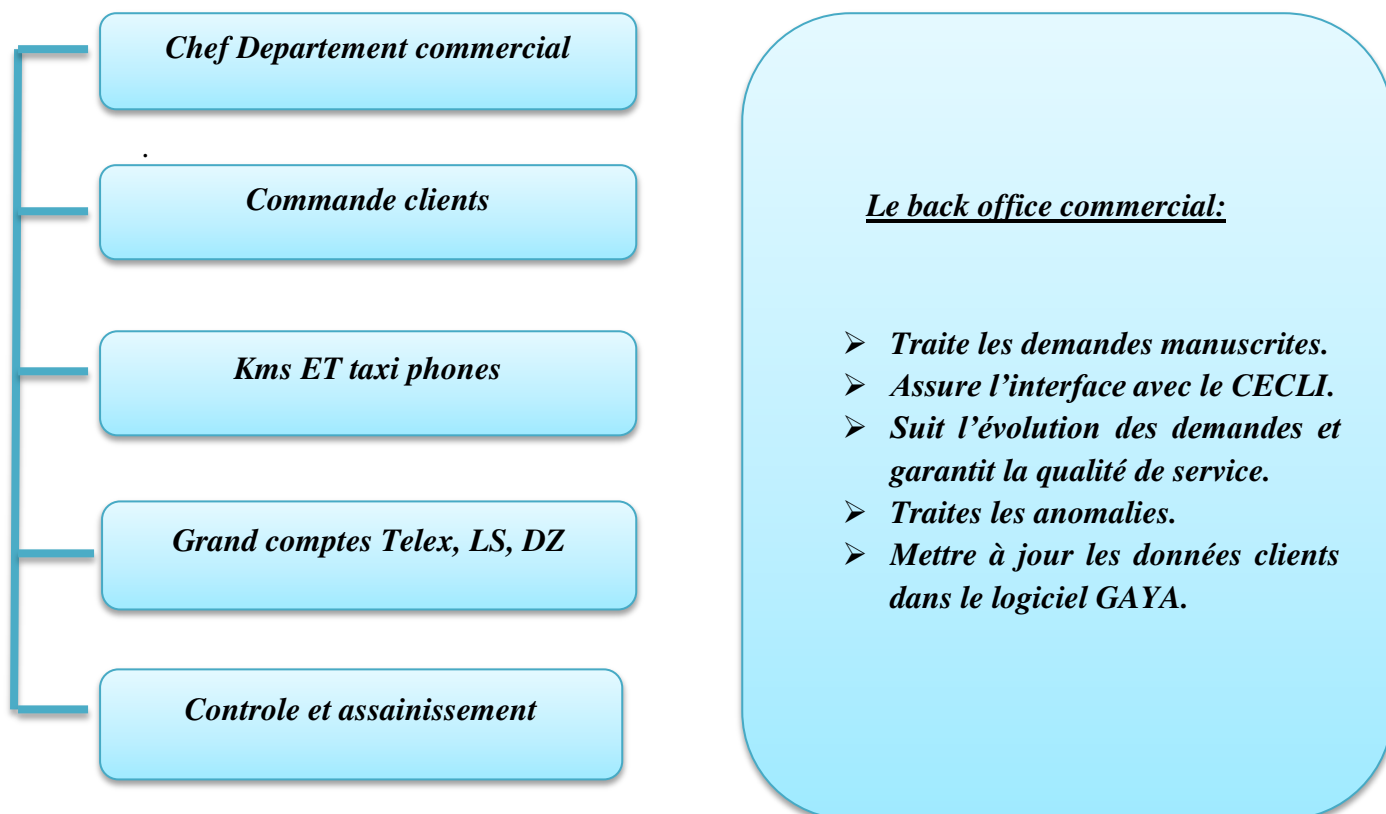 Chef Departement commercial
.
Commande clients
Kms ET taxi phones
Grand comptes Telex, LS, DZ
Controle et assainissement
Le back office commercial:
➢ Traite les demandes manuscrites.
➢ Assure l’interface avec le CECLI.
➢ Suit l’évolution des demandes et
garantit la qualité de service.
➢ Traites les anomalies.
➢ Mettre à jour les données clients
dans le logiciel GAYA.